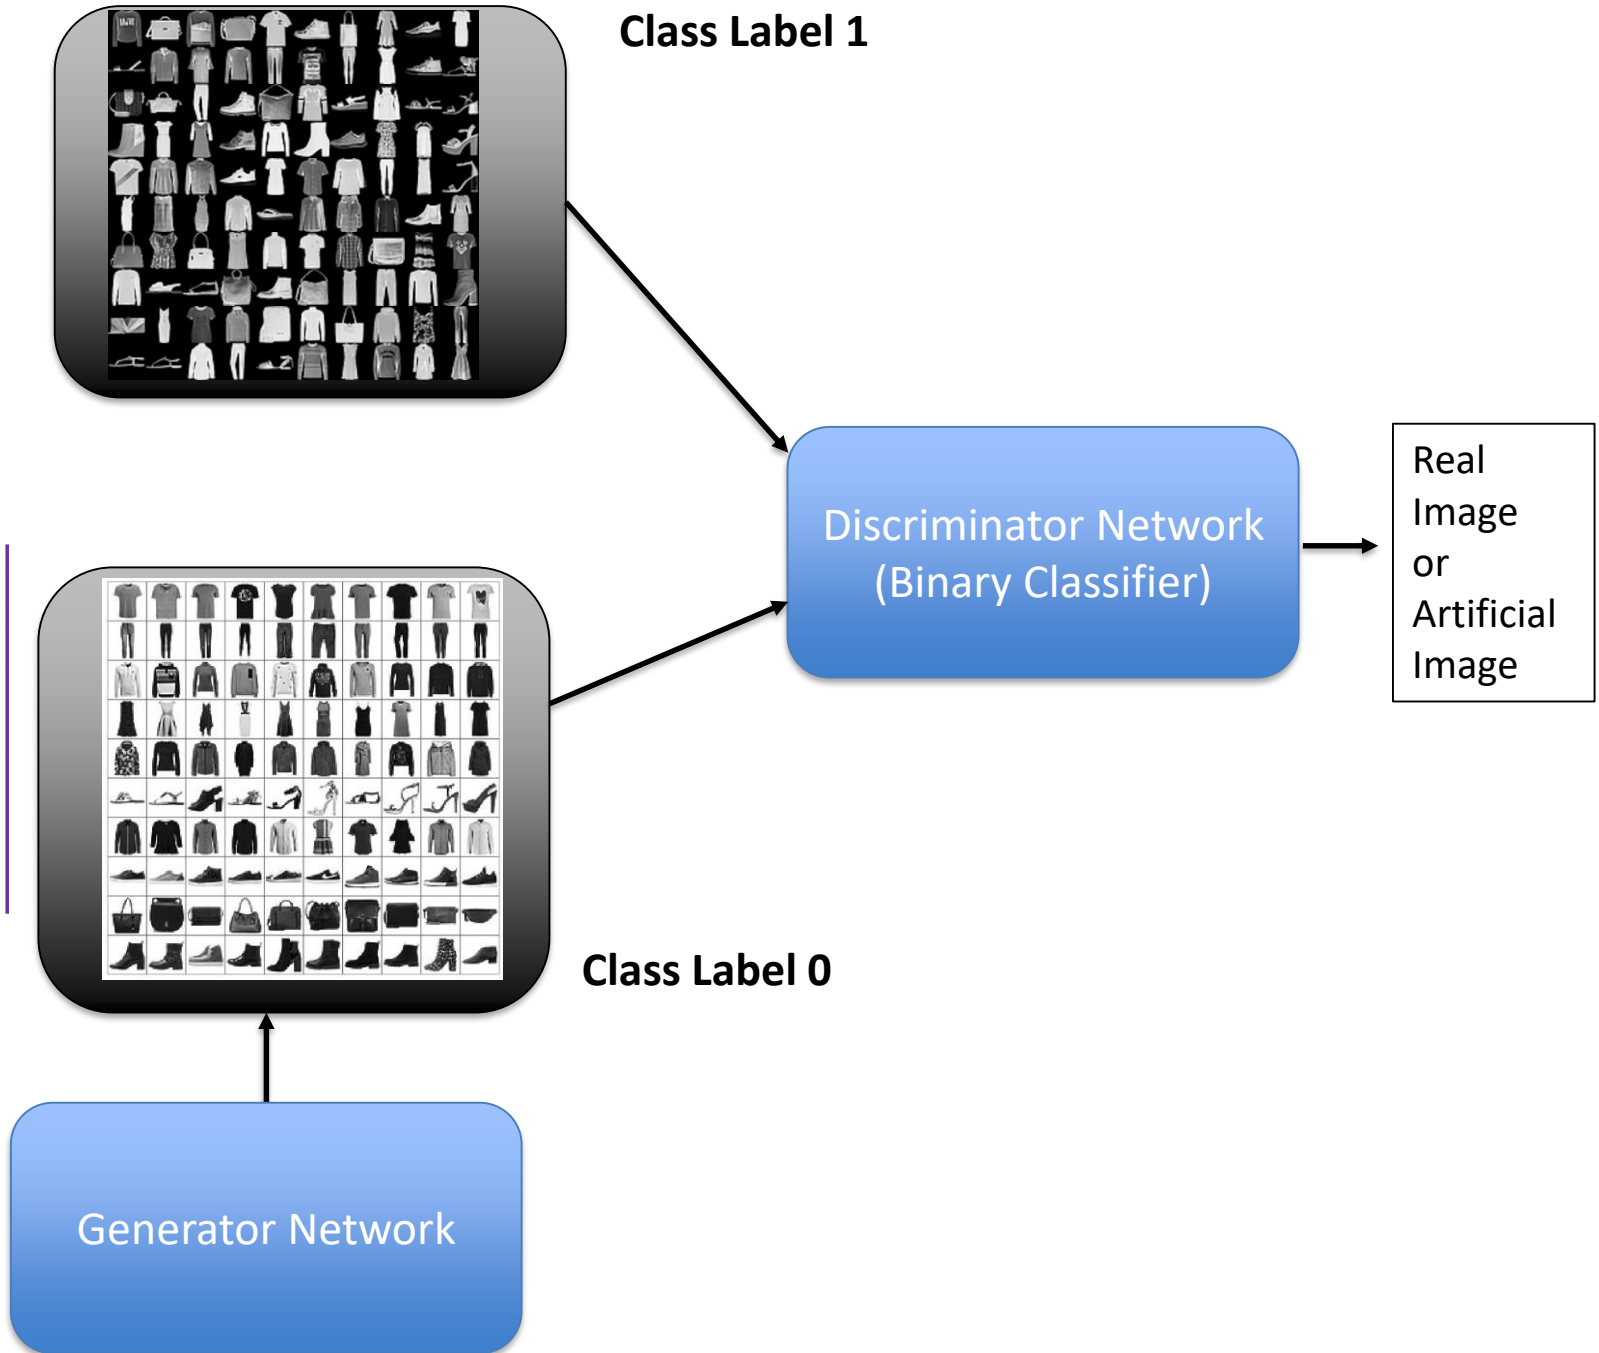 Class Label 1
Discriminator Network
(Binary Classifier)
Real
Image
or
Artificial
Image
Class Label 0
Generator Network